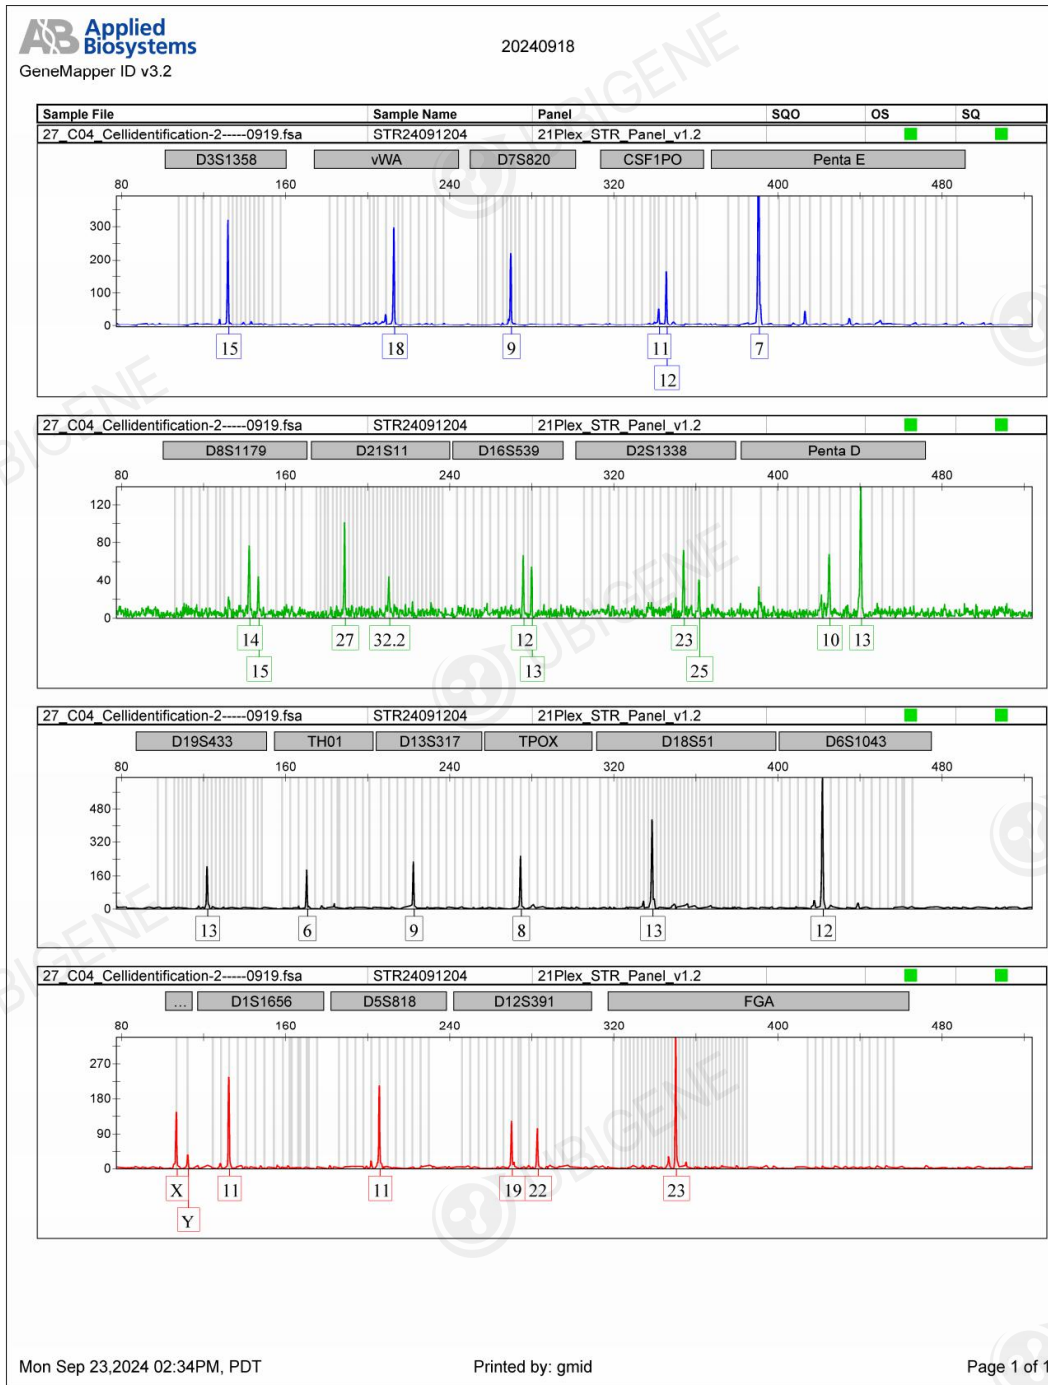 AB Applied
Biosystems
20240918
GeneMapper ID v3.2
Sample File Sample Name Panel SQO OS SQ
27_C04_Cellidentification-2-----0919.fsa STR24091204 21Plex_STR_Panel_v1.2
D3S1358 vWA D7S820 CSF1PO Penta E
80 160 240 320 400 480
300
200
100
0
15 18 9 11 7
12
27_C04_Cellidentification-2-----0919.fsa STR24091204 21Plex_STR_Panel_v1.2
D8S1179 D21S11 D16S539 D2S1338 Penta D
80 160 240 320 400 480
120
80
40
0
14 27 32.2 12 23 10 13
15 13 25
27_C04_Cellidentification-2-----0919.fsa STR24091204 21Plex_STR_Panel_v1.2
D19S433 TH01 D13S317 TPOX D18S51 D6S1043
80 160 240 320 400 480
480
320
160
0
13 6 9 8 13 12
27_C04_Cellidentification-2-----0919.fsa STR24091204 21Plex_STR_Panel_v1.2
... D1S1656 D5S818 D12S391 FGA
80 160 240 320 400 480
270
180
90
0
X 11 11 19 22 23
Y
Mon Sep 23,2024 02:34PM, PDT Printed by: gmid Page 1 of 1
UBIGENE
UBIGENE
UBIGENE
UBIGENE
UBIGENE